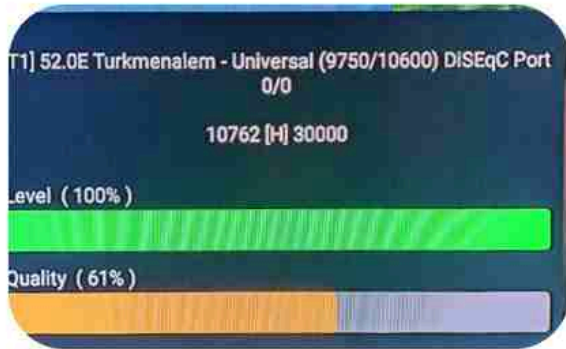 T1] 52.0E Turkmenalem - Universal (9750/10600) DiSEqC Port
0/0
10762 [H] 30000
Level ( 100% )
Quality ( 61% )